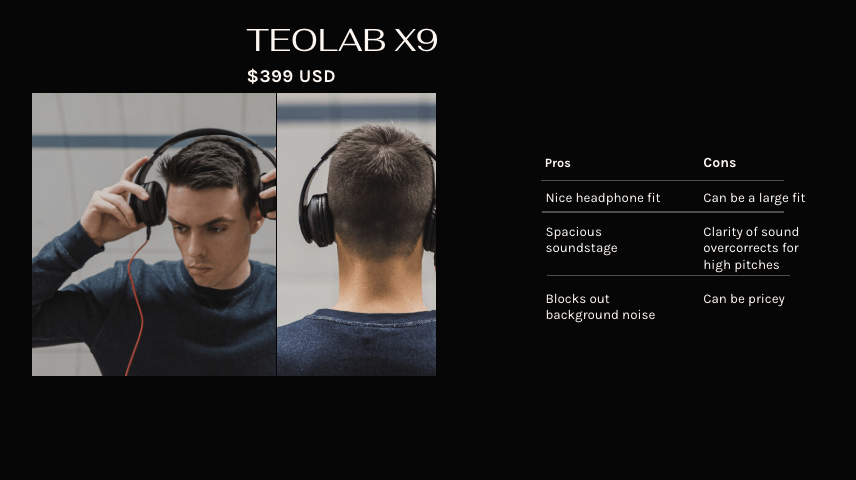 TEOLAB X9
$399 USD
Pros
Cons
Nice headphone fit
Can be a large fit
Spacious
soundstage
Clarity of sound
overcorrects for
high pitches
Blocks out
background noise
Can be pricey